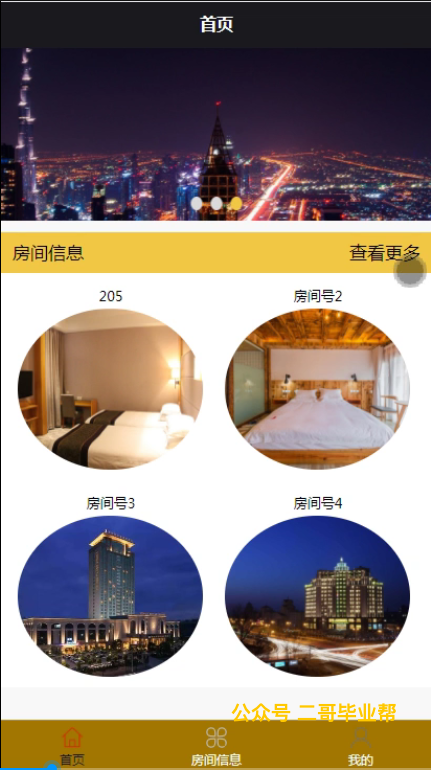 首页
房间信息 查看更多
205 房间号2
房间号3 房间号4
公众号 二哥毕业帮
首页 房间信息 我的